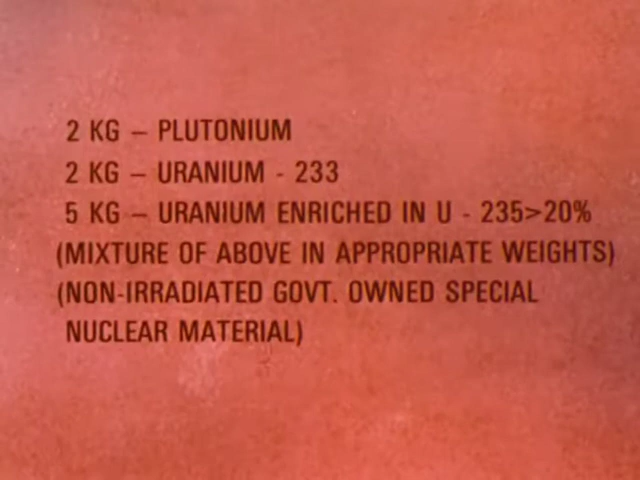 2 KG – PLUTONIUM
2 KG – URANIUM - 233
5 KG – URANIUM ENRICHED IN U - 235>20%
(MIXTURE OF ABOVE IN APPROPRIATE WEIGHTS)
(NON-IRRADIATED GOVT. OWNED SPECIAL
NUCLEAR MATERIAL)